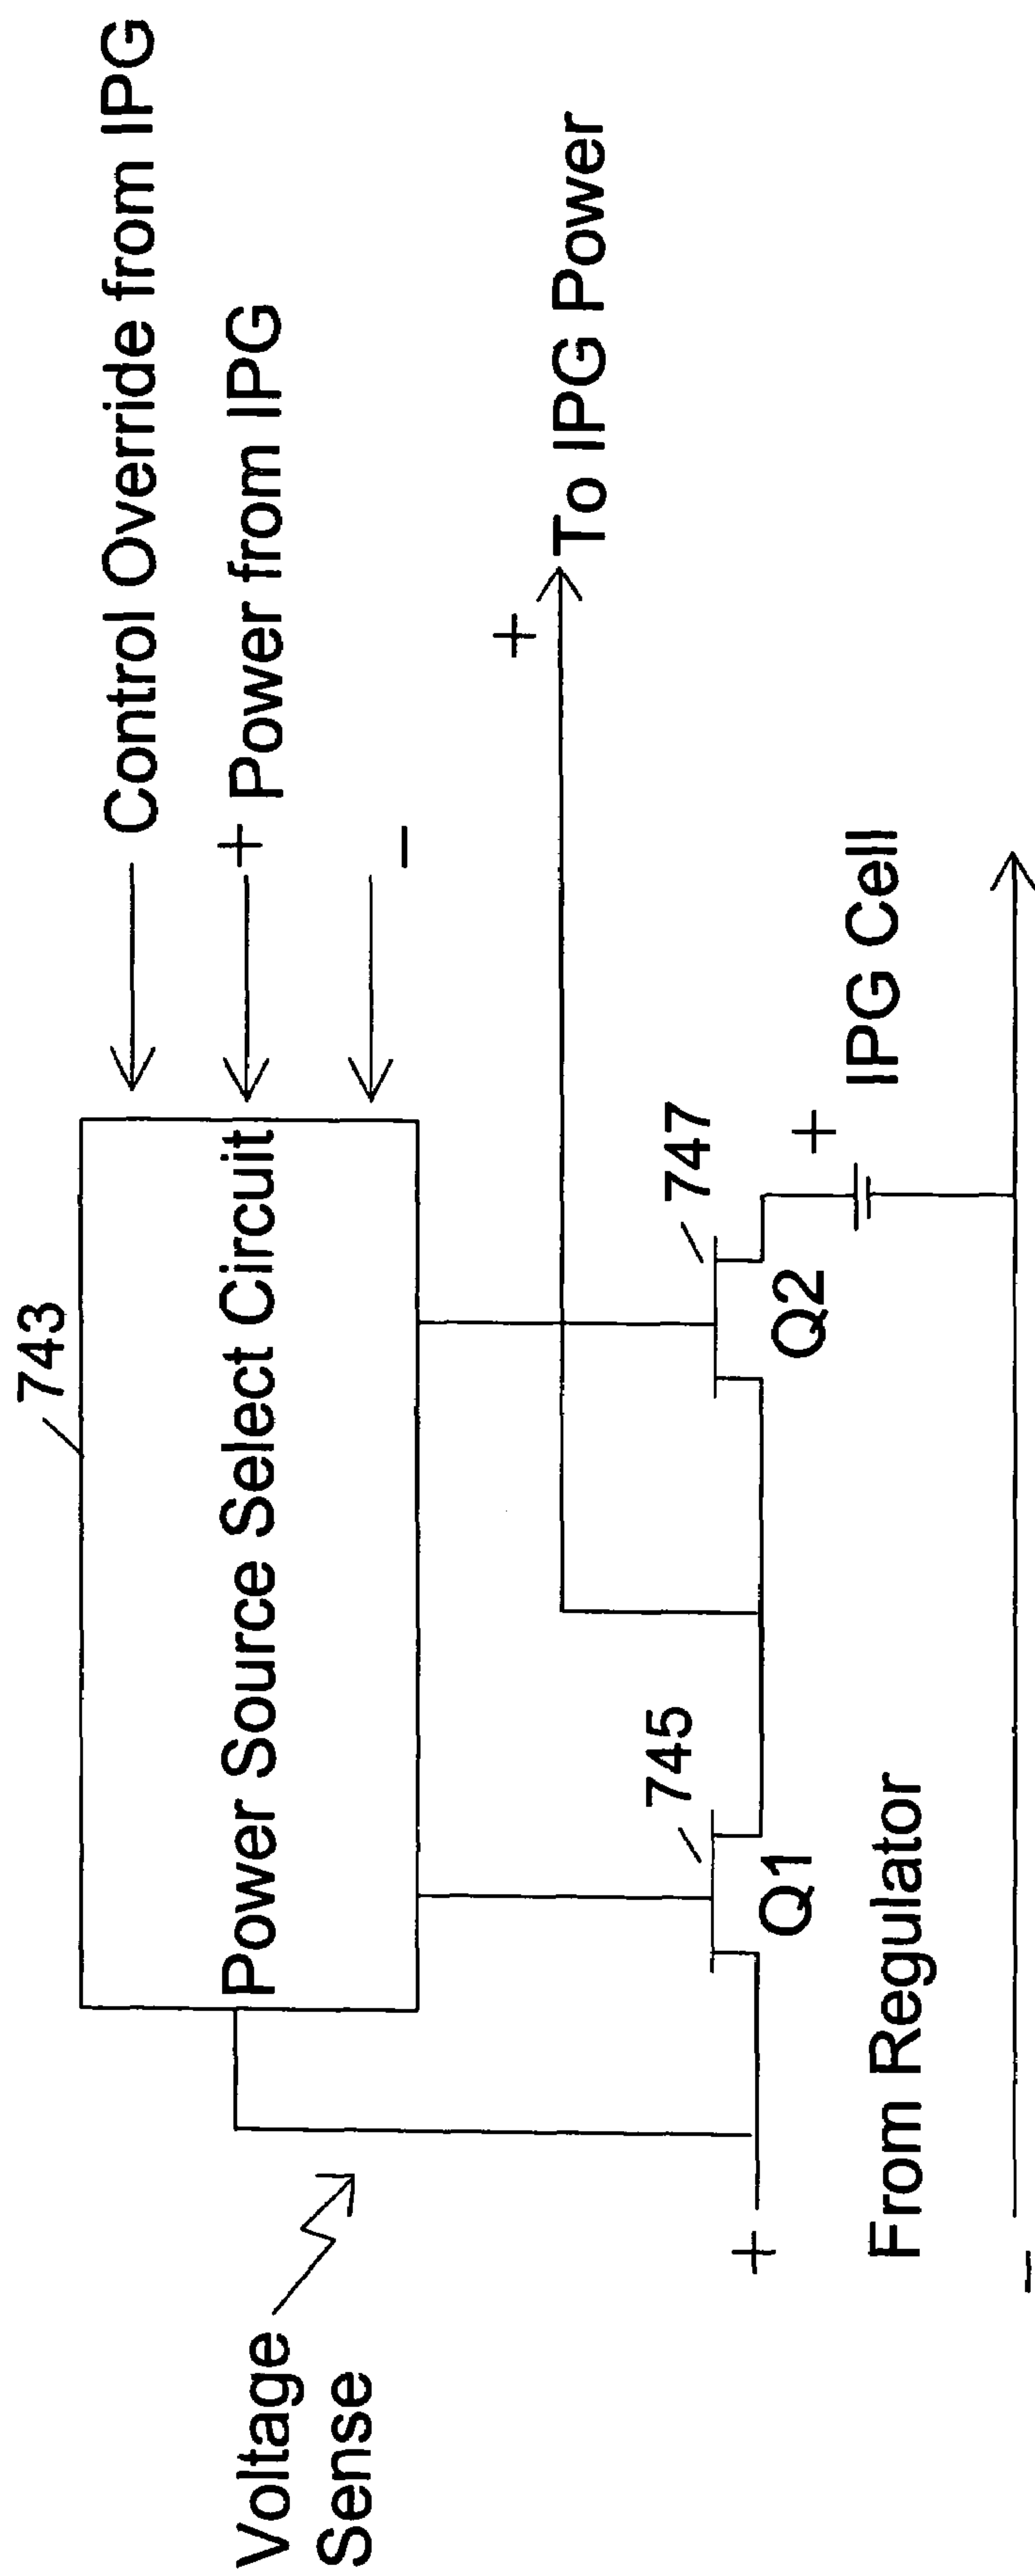 Control Override from IPG
743
+ Power from IPG
-
Power Source Select Circuit
Voltage
Sense
+
To IPG Power
745
747
Q1
Q2
+
+
IPG Cell
From Regulator
-